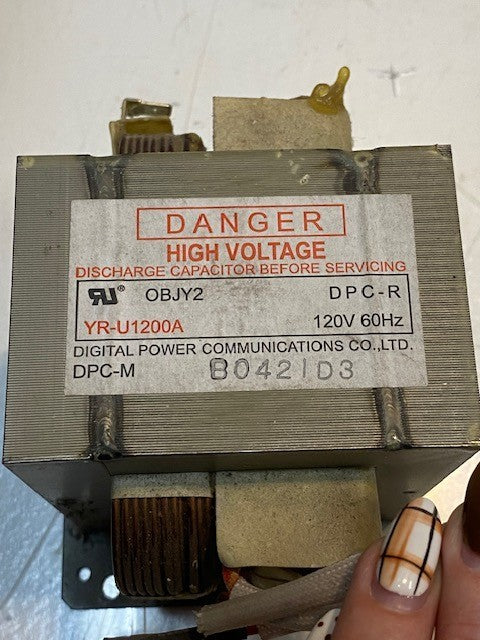 DANGER
HIGH VOLTAGE
DISCHARGE CAPACITOR BEFORE SERVICING
RU® OBJY2 DPC-R
YR-U1200A 120V 60Hz
DIGITAL POWER COMMUNICATIONS CO.,LTD.
DPC-M B0421D3